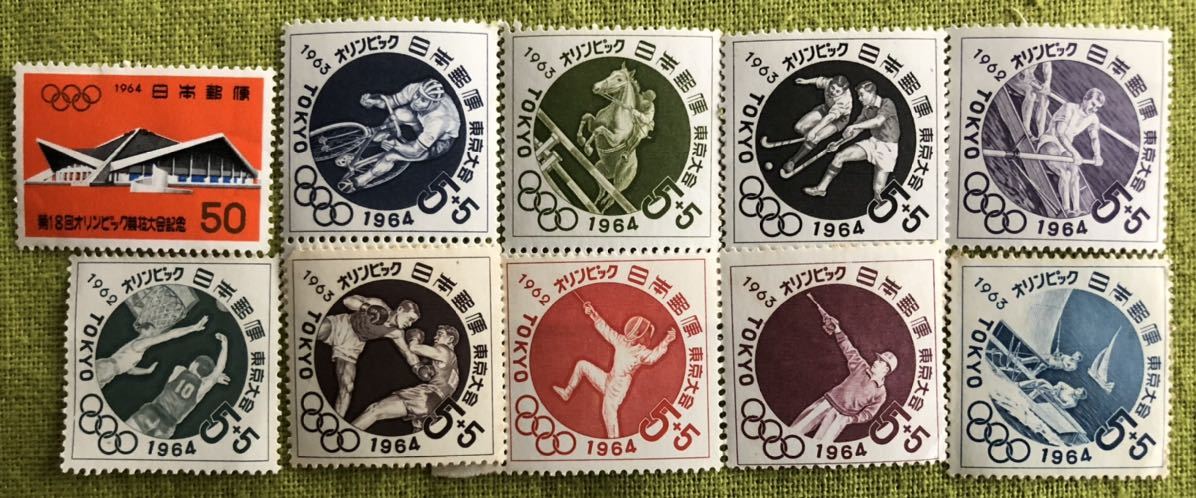 1964 日本郵便
第18回オリンピック競技大会記念 50
1963 オリンピック 日本郵便
TOKYO 東京大会
1964 5+5
1963 オリンピック 日本郵便
TOKYO 東京大会
1964 5+5
1963 オリンピック 日本郵便
TOKYO 東京大会
1964 5+5
1962 オリンピック 日本郵便
TOKYO 東京大会
1964 5+5
1962 オリンピック 日本郵便
TOKYO 東京大会
10
1964 5+5
1963 オリンピック 日本郵便
TOKYO 東京大会
1964 5+5
1962 オリンピック 日本郵便
TOKYO 東京大会
1964 5+5
1963 オリンピック 日本郵便
TOKYO 東京大会
1964 5+5
1963 オリンピック 日本郵便
TOKYO 東京大会
1964 5+5